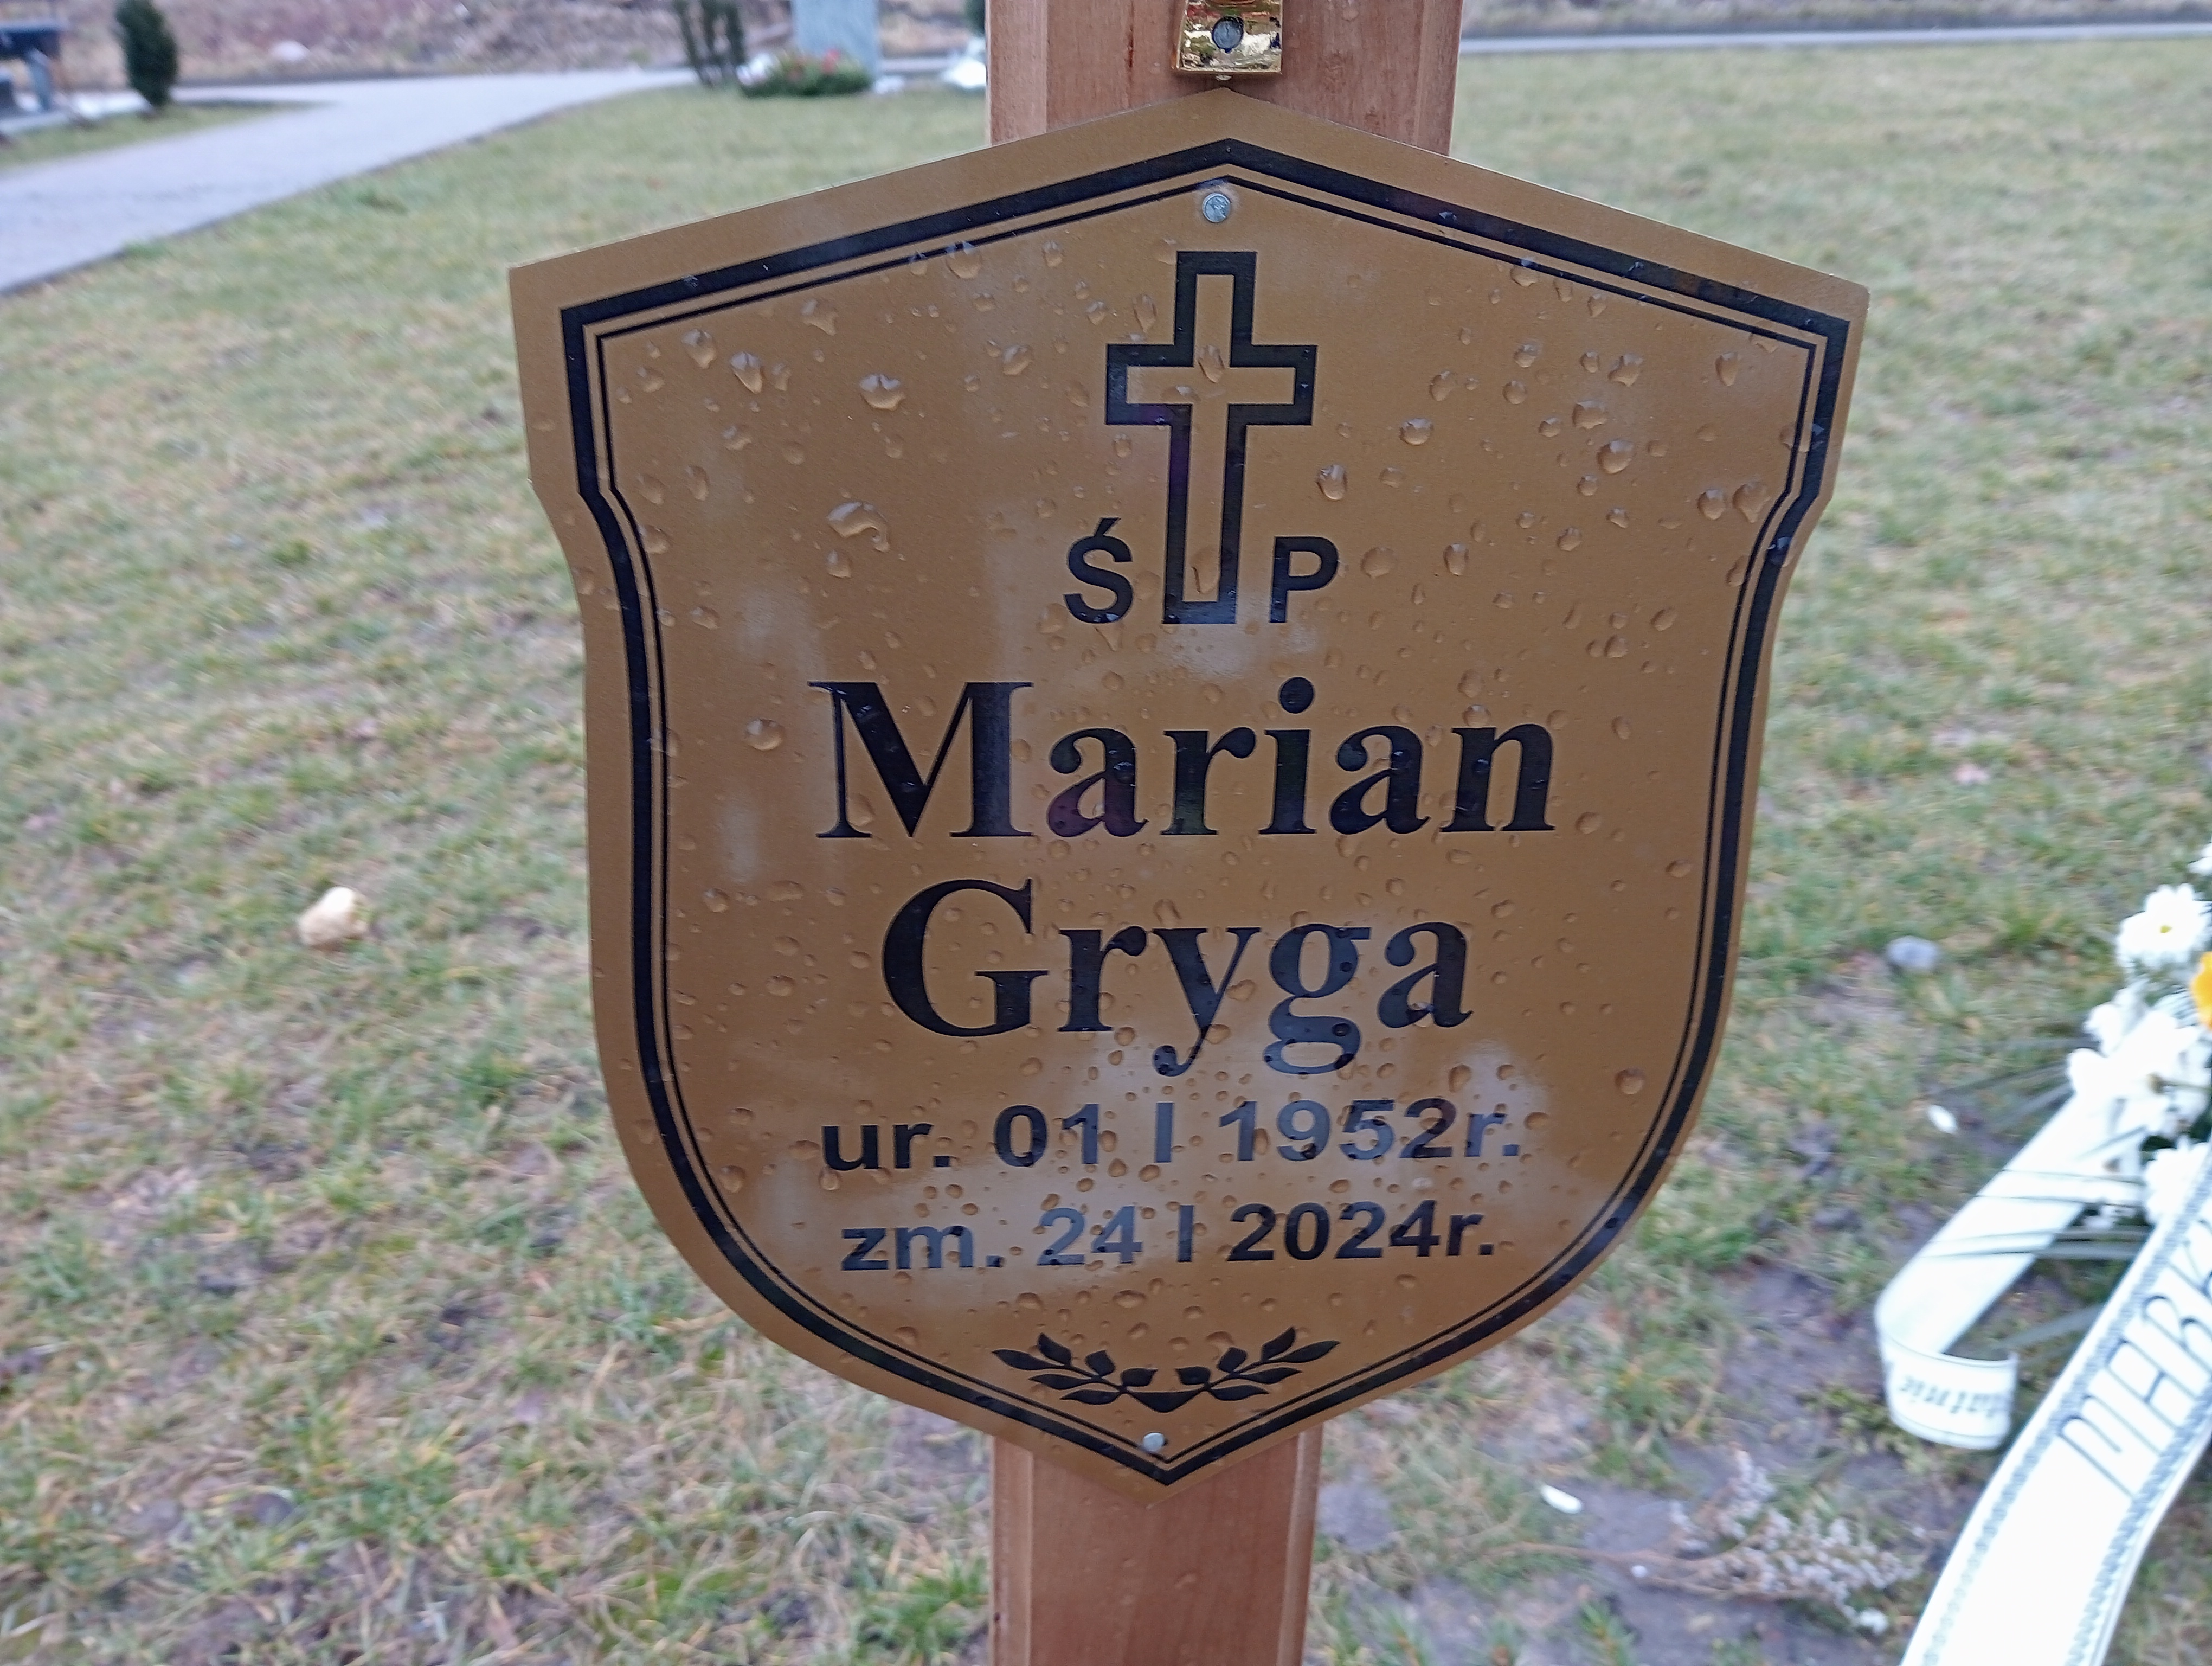 Ś P
Marian
Gryga
ur. 01 I 1952r.
zm. 24 I 2024r.